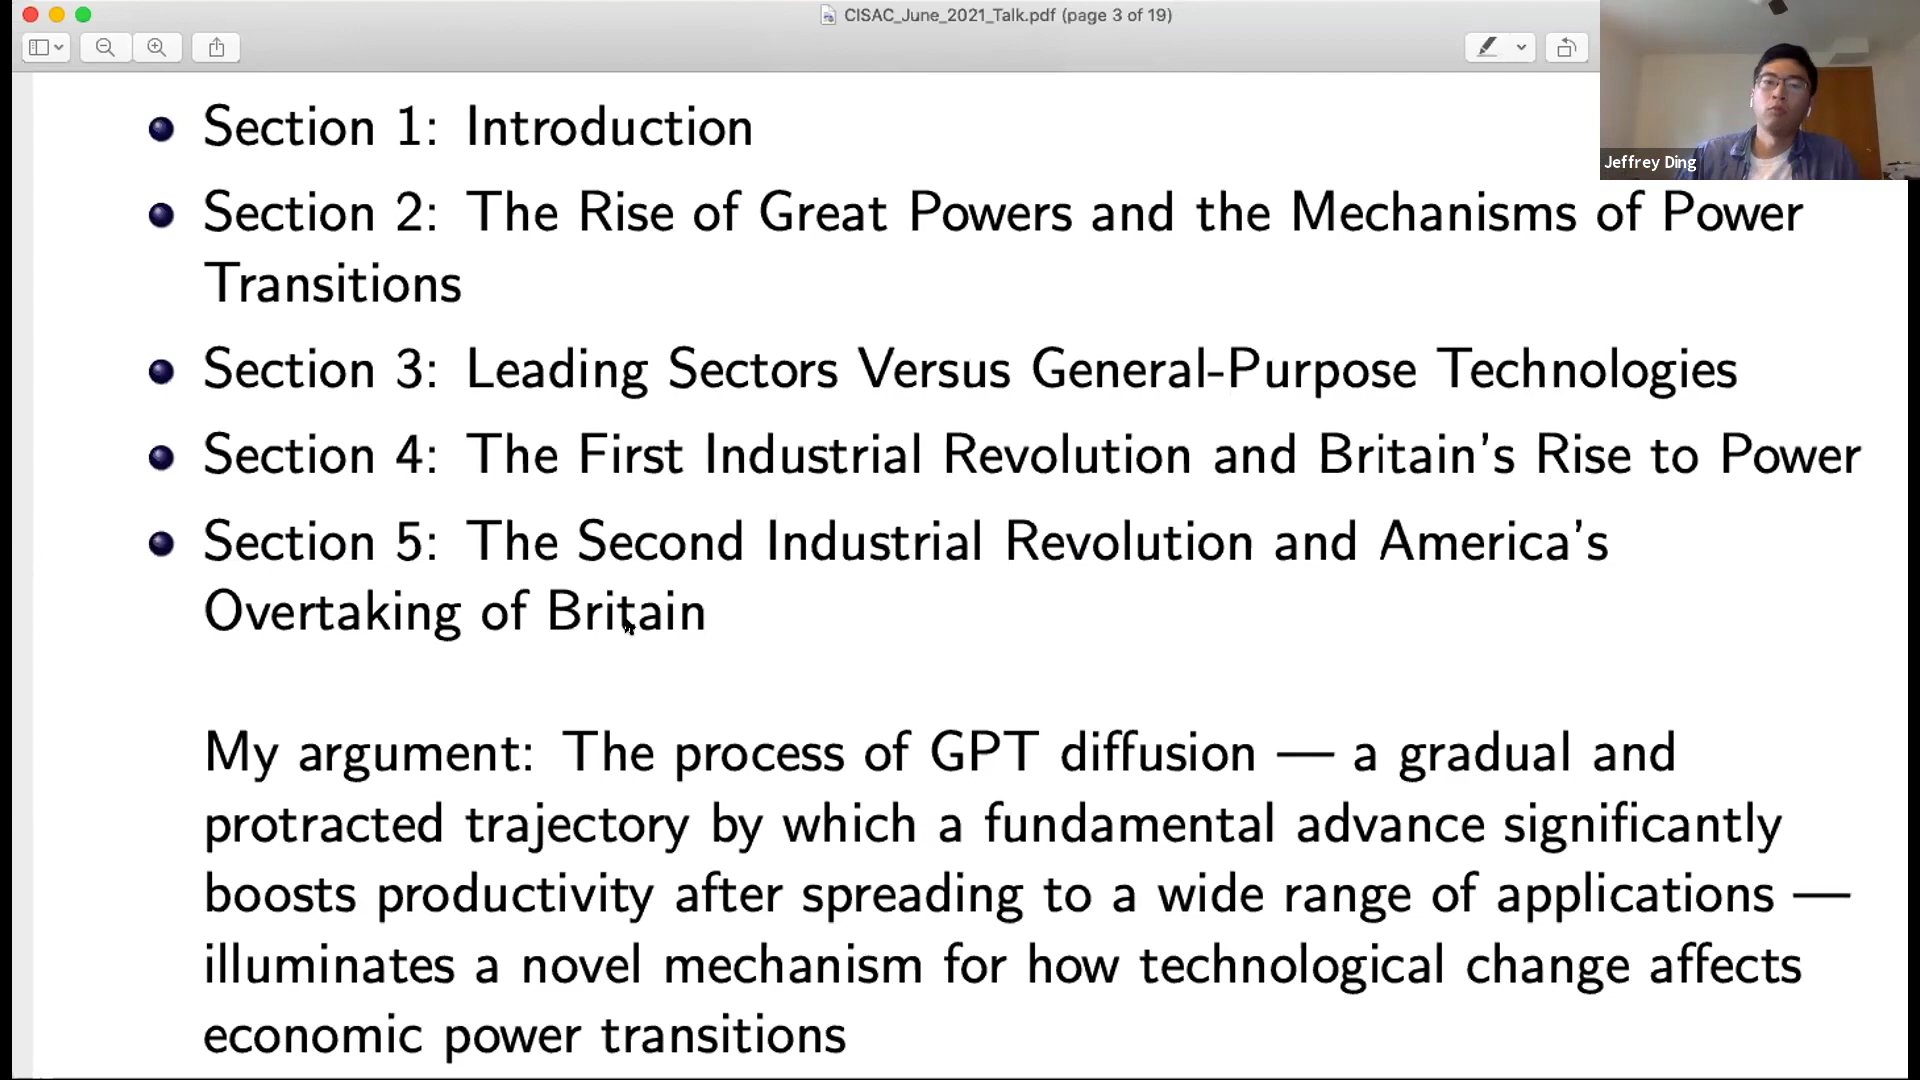 CISAC_June_2021_Talk.pdf (page 3 of 19)
Jeffrey Ding
Section 1: Introduction
Section 2: The Rise of Great Powers and the Mechanisms of Power
Transitions
Section 3: Leading Sectors Versus General-Purpose Technologies
Section 4: The First Industrial Revolution and Britain's Rise to Power
Section 5: The Second Industrial Revolution and America's
Overtaking of Britain
My argument: The process of GPT diffusion — a gradual and
protracted trajectory by which a fundamental advance significantly
boosts productivity after spreading to a wide range of applications —
illuminates a novel mechanism for how technological change affects
economic power transitions